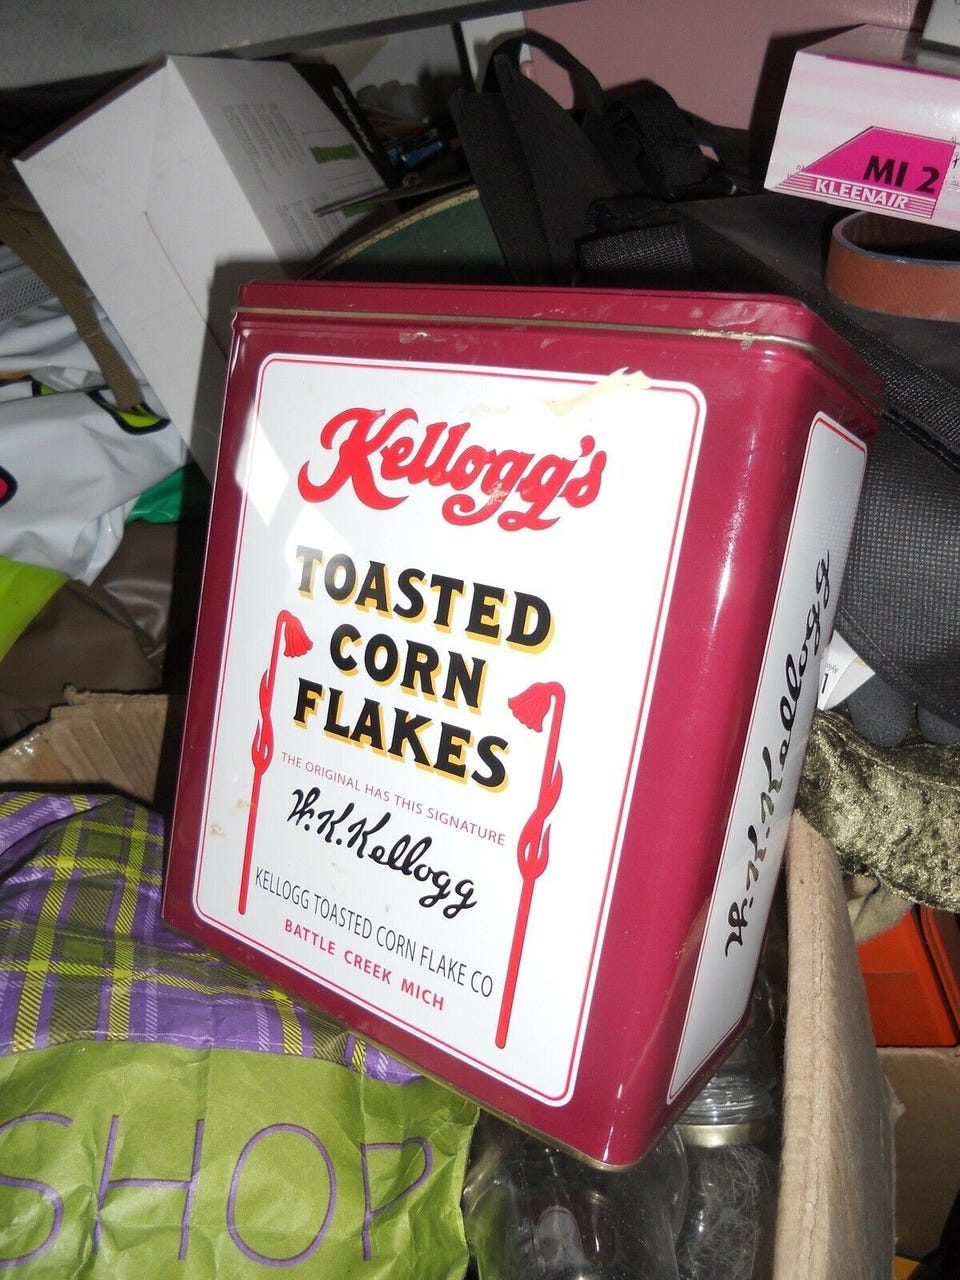 MI 2
KLEENAIR
Kellogg's
TOASTED
CORN
FLAKES
THE ORIGINAL HAS THIS SIGNATURE
W.K.Kellogg
KELLOGG TOASTED CORN FLAKE CO
BATTLE CREEK MICH
W.K.Kellogg
SHOP